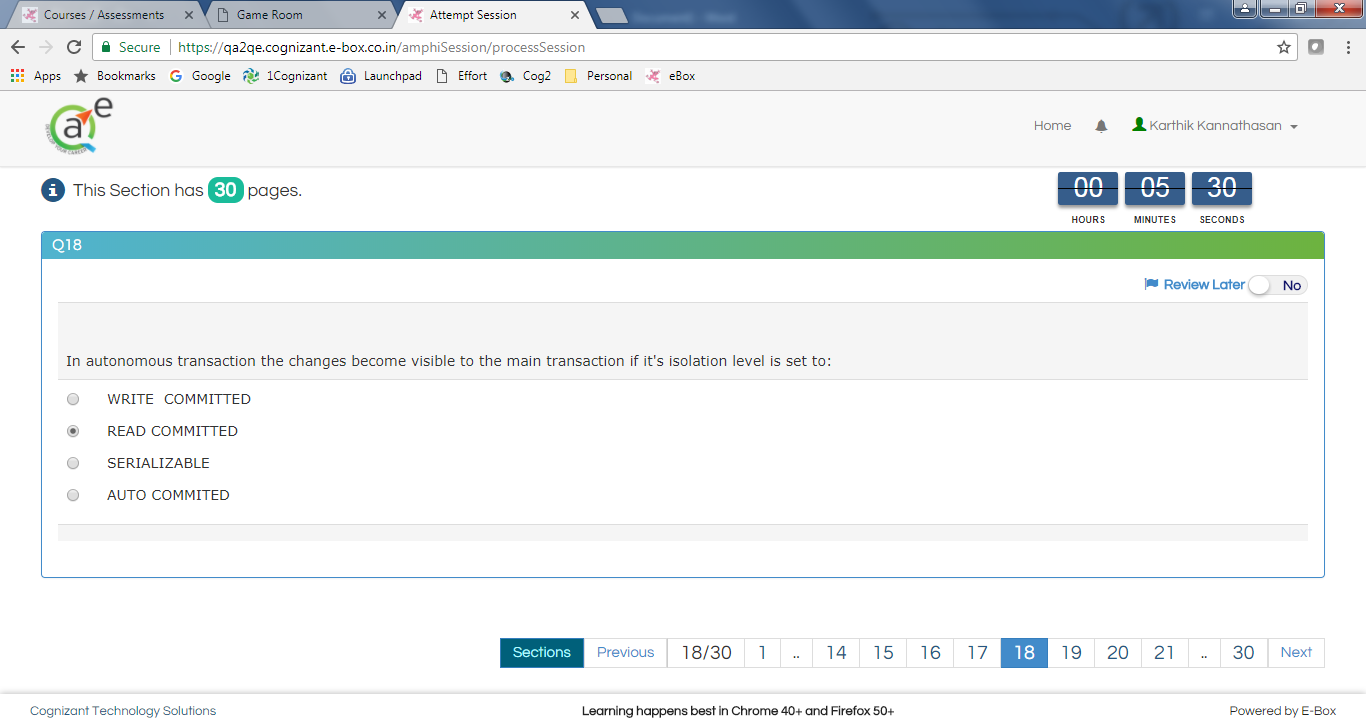 Courses / Assessments
Game Room
Attempt Session
Secure https://qa2qe.cognizant.e-box.co.in/amphiSession/processSession
Apps Bookmarks Google 1Cognizant Launchpad Effort Cog2 Personal eBox
a e
Home Karthik Kannathasan
This Section has 30 pages.
00 05 30
HOURS MINUTES SECONDS
Q18
Review Later No
In autonomous transaction the changes become visible to the main transaction if it's isolation level is set to:
WRITE COMMITTED
READ COMMITTED
SERIALIZABLE
AUTO COMMITED
Sections Previous 18/30 1 .. 14 15 16 17 18 19 20 21 .. 30 Next
Cognizant Technology Solutions Learning happens best in Chrome 40+ and Firefox 50+ Powered by E-Box